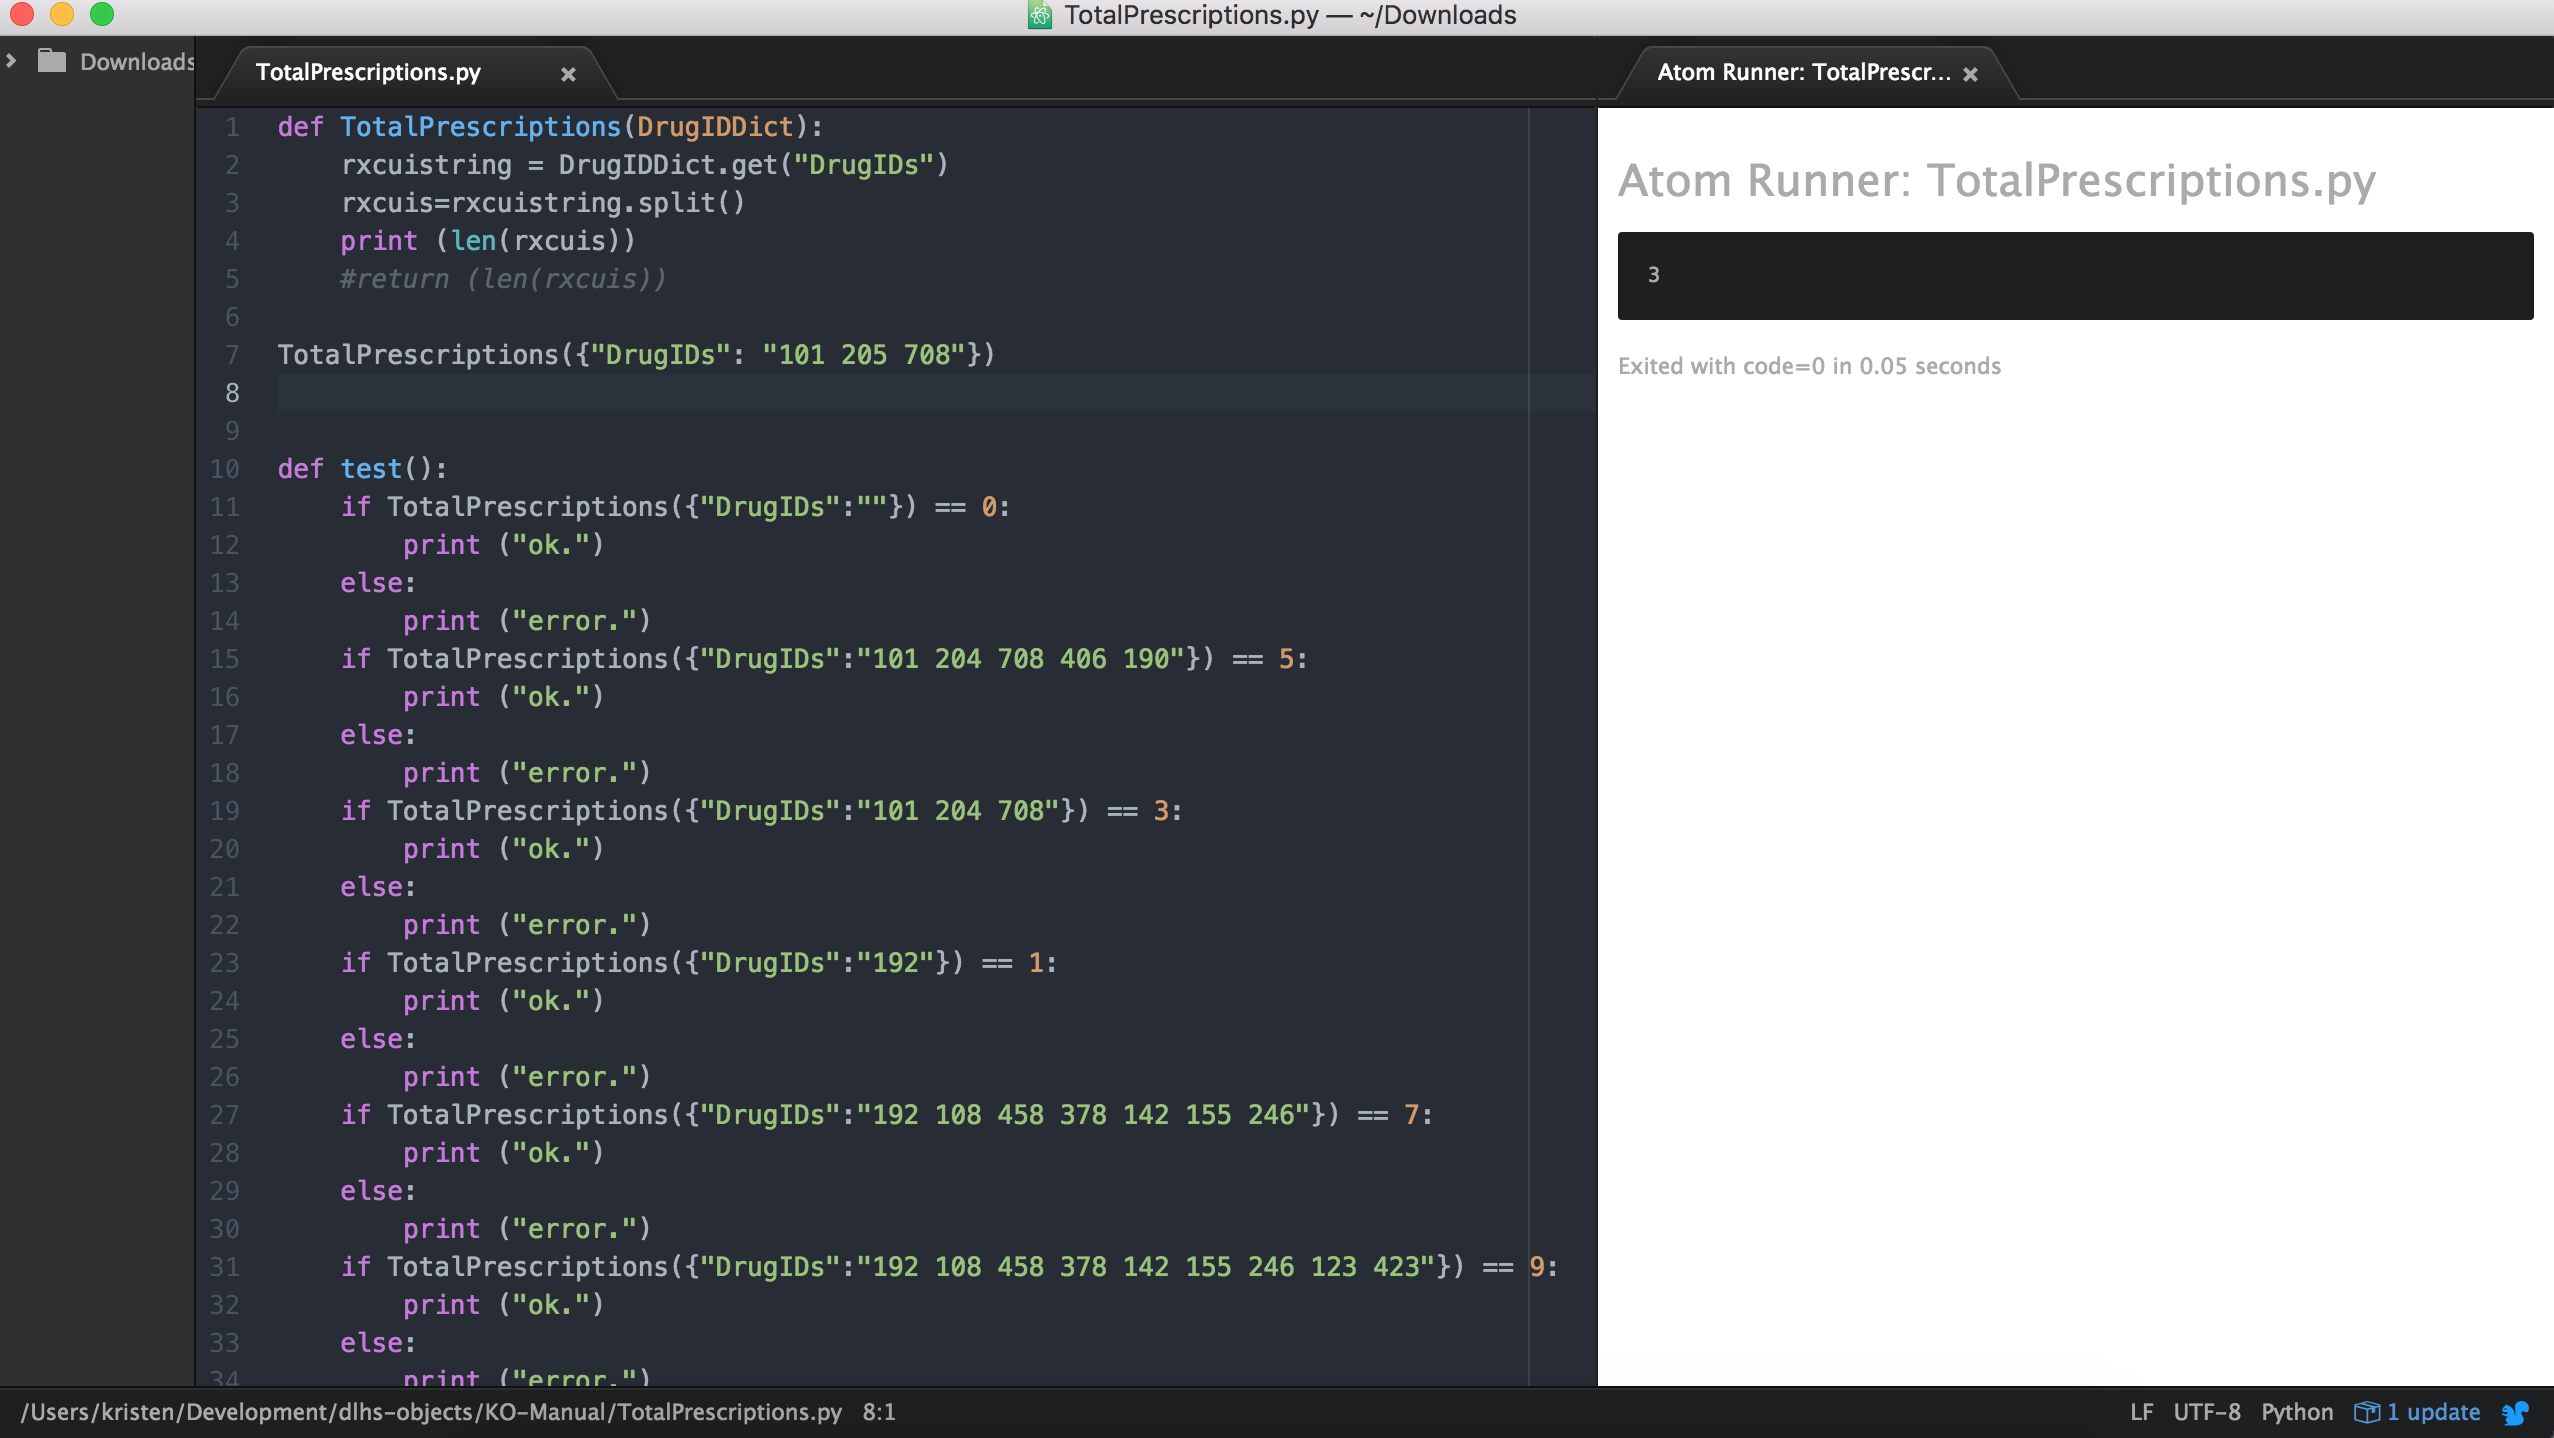 TotalPrescriptions.py — ~/Downloads
Downloads
TotalPrescriptions.py
Atom Runner: TotalPrescr...
1 def TotalPrescriptions(DrugIDDict):
2     rxcuistring = DrugIDDict.get("DrugIDs")
3     rxcuis=rxcuistring.split()
4     print (len(rxcuis))
5     #return (len(rxcuis))
6
7 TotalPrescriptions({"DrugIDs": "101 205 708"})
8
9
10 def test():
11     if TotalPrescriptions({"DrugIDs":""}) == 0:
12         print ("ok.")
13     else:
14         print ("error.")
15     if TotalPrescriptions({"DrugIDs":"101 204 708 406 190"}) == 5:
16         print ("ok.")
17     else:
18         print ("error.")
19     if TotalPrescriptions({"DrugIDs":"101 204 708"}) == 3:
20         print ("ok.")
21     else:
22         print ("error.")
23     if TotalPrescriptions({"DrugIDs":"192"}) == 1:
24         print ("ok.")
25     else:
26         print ("error.")
27     if TotalPrescriptions({"DrugIDs":"192 108 458 378 142 155 246"}) == 7:
28         print ("ok.")
29     else:
30         print ("error.")
31     if TotalPrescriptions({"DrugIDs":"192 108 458 378 142 155 246 123 423"}) == 9:
32         print ("ok.")
33     else:
34         print ("error.")
Atom Runner: TotalPrescriptions.py
3
Exited with code=0 in 0.05 seconds
/Users/kristen/Development/dlhs-objects/KO-Manual/TotalPrescriptions.py 8:1
LF UTF-8 Python 1 update